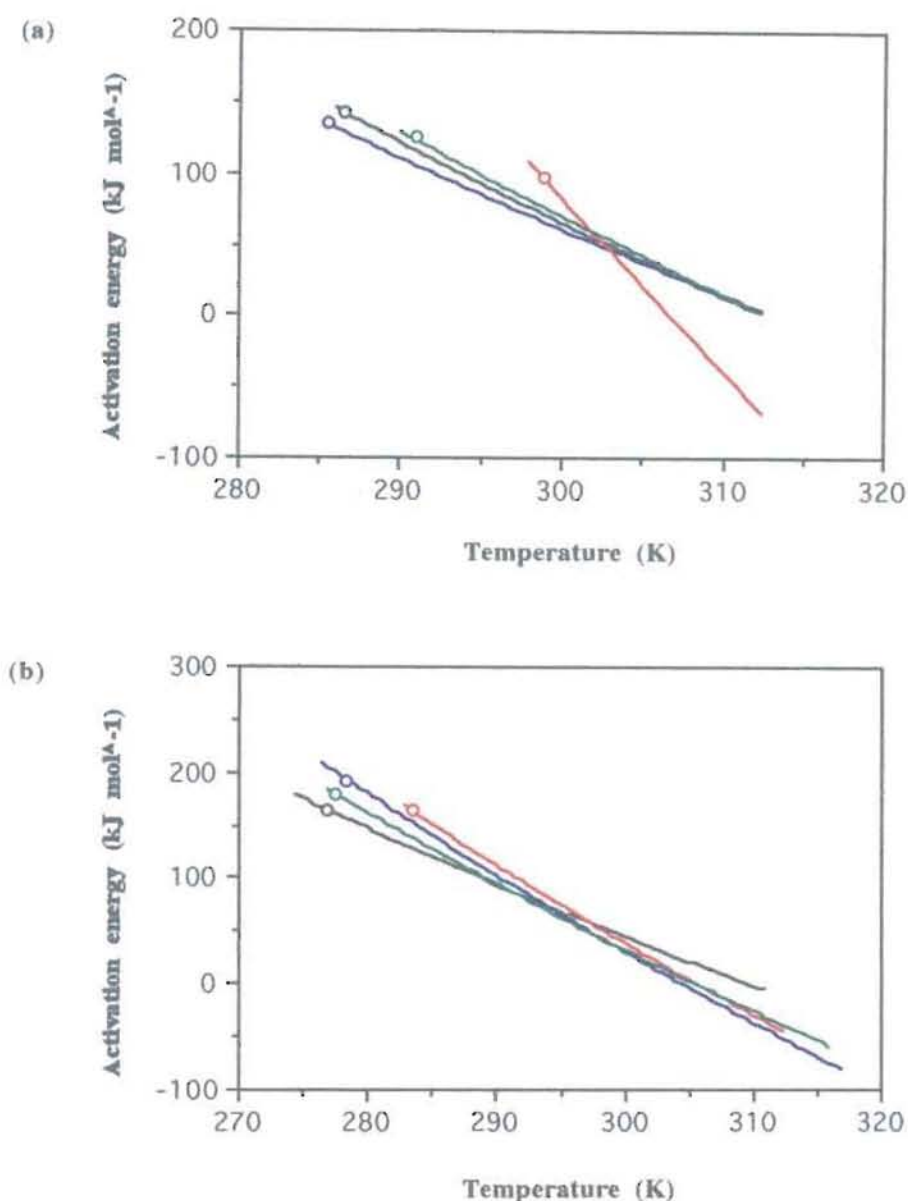 (a)
200
100
0
-100
Activation energy (kJ mol^-1)
280 290 300 310 320
Temperature (K)
(b)
300
200
100
0
-100
Activation energy (kJ mol^-1)
270 280 290 300 310 320
Temperature (K)